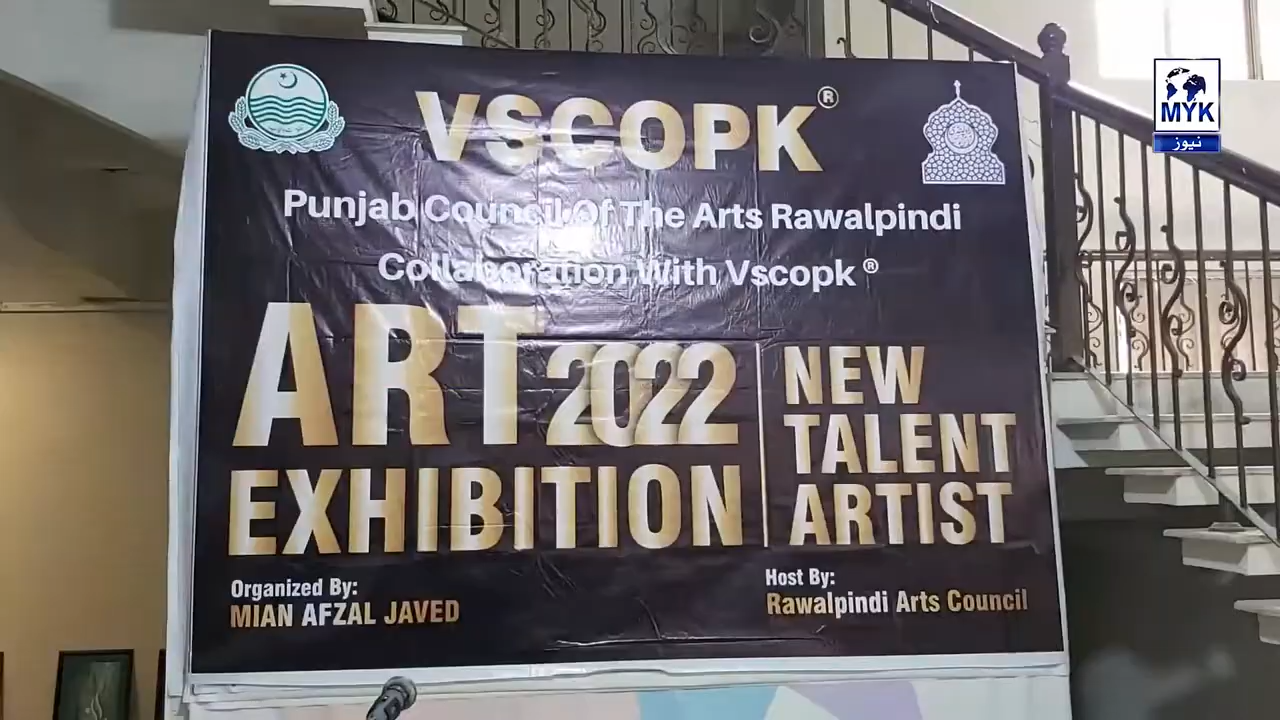 VSCOPK®
Punjab Council Of The Arts Rawalpindi
Collaboration With Vscopk ®
ART 2022
EXHIBITION
NEW
TALENT
ARTIST
Organized By:
MIAN AFZAL JAVED
Host By:
Rawalpindi Arts Council
MYK
نیوز